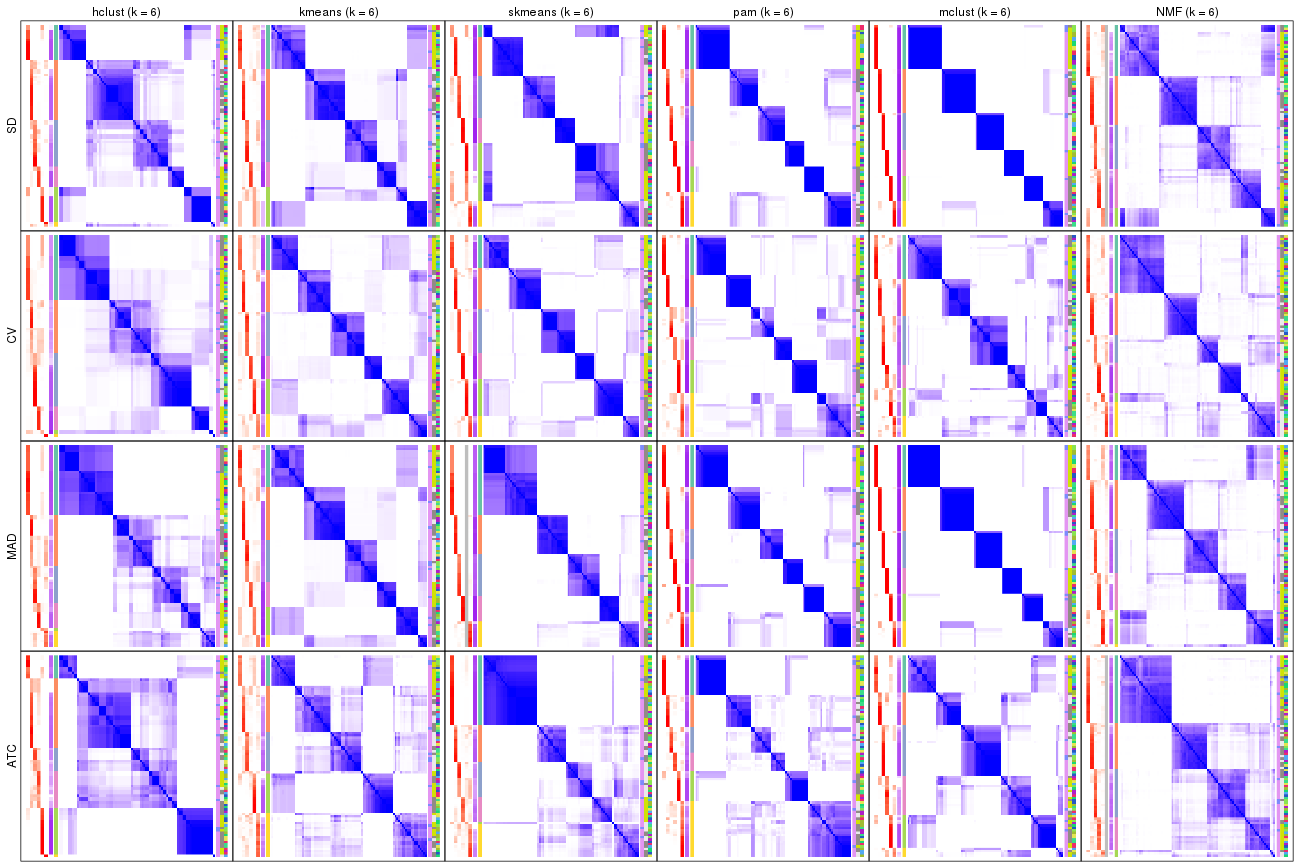 hclust (k = 6) kmeans (k = 6) skmeans (k = 6) pam (k = 6) mclust (k = 6) NMF (k = 6)
SD
CV
MAD
ATC